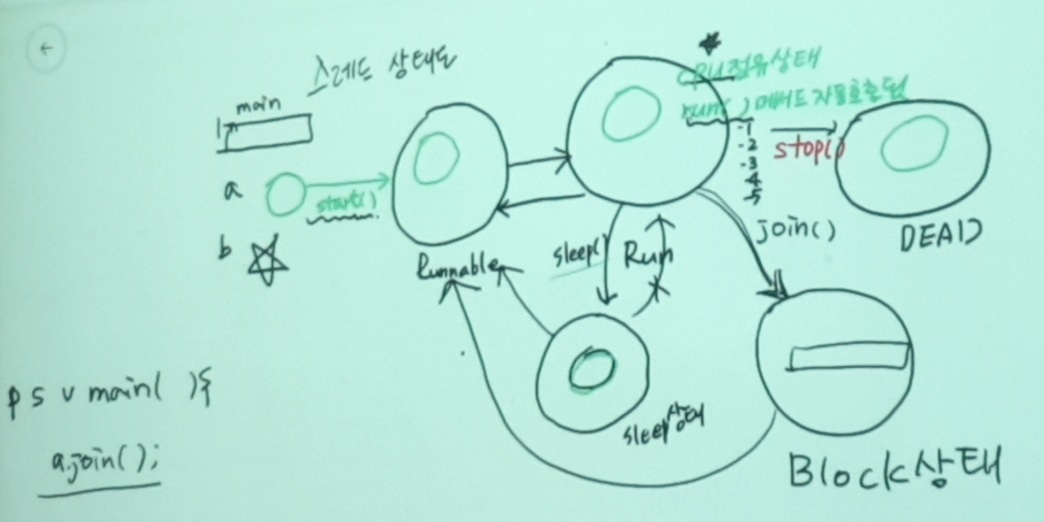 스레드 상태도
main
a
start()
b
Runnable
CPU점유상태
run()메버드자동호출됨
-1
-2
-3
-4
-5
stop()
DEAD
sleep()
Run
join()
sleep상태
Block상태
p s v main( ){
a.join();